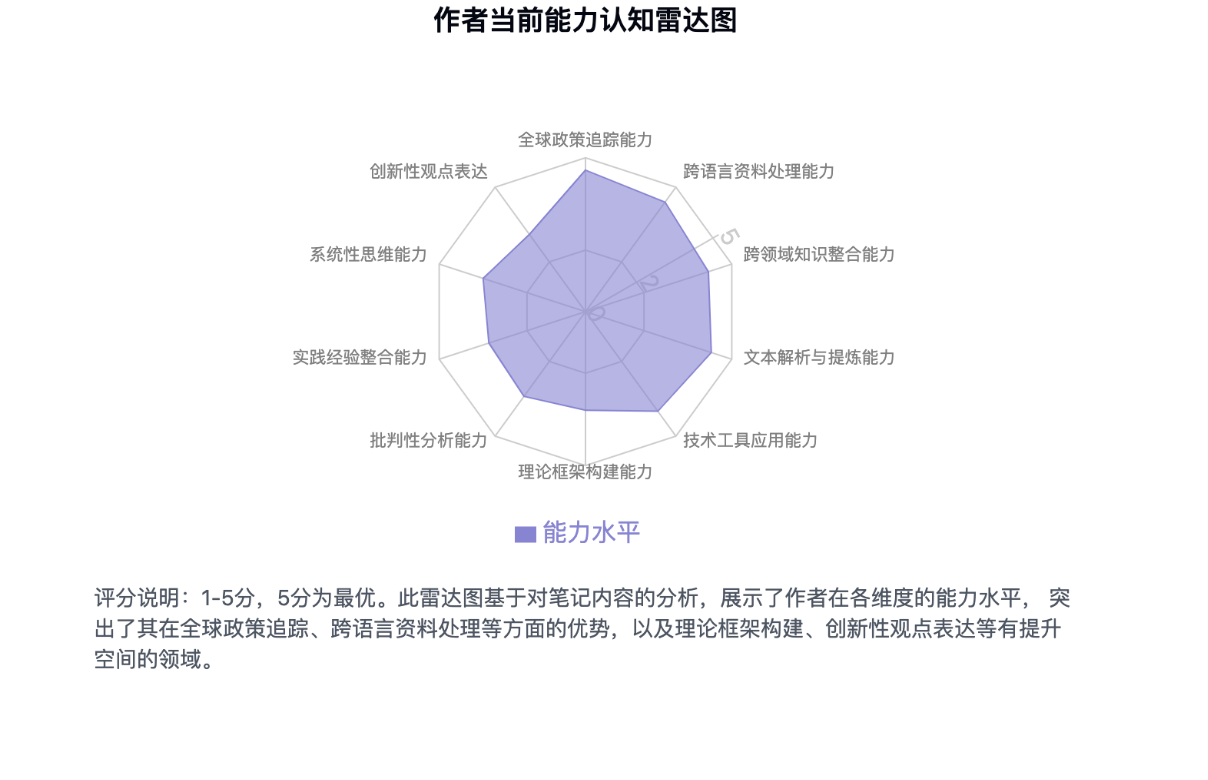 作者当前能力认知雷达图
全球政策追踪能力
创新性观点表达
跨语言资料处理能力
5
系统性思维能力
跨领域知识整合能力
2
0
实践经验整合能力
文本解析与提炼能力
批判性分析能力
技术工具应用能力
理论框架构建能力
能力水平
评分说明：1-5分，5分为最优。此雷达图基于对笔记内容的分析，展示了作者在各维度的能力水平， 突
出了其在全球政策追踪、跨语言资料处理等方面的优势，以及理论框架构建、创新性观点表达等有提升
空间的领域。